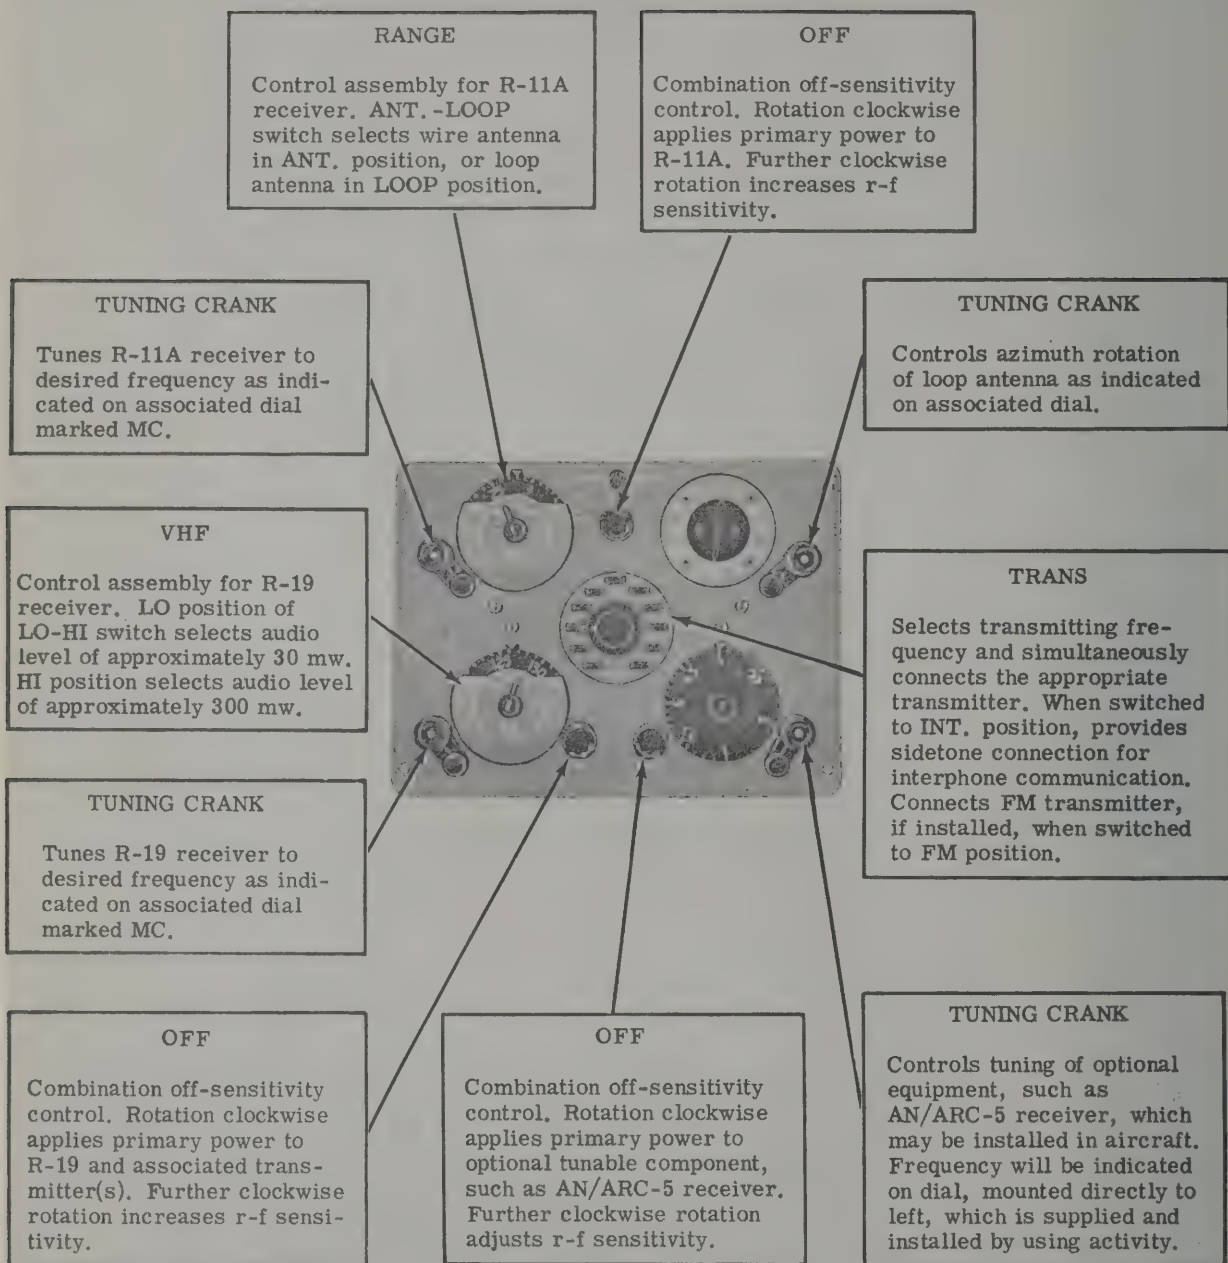 RANGE
Control assembly for R-11A
receiver. ANT. -LOOP
switch selects wire antenna
in ANT. position, or loop
antenna in LOOP position.
OFF
Combination off-sensitivity
control. Rotation clockwise
applies primary power to
R-11A. Further clockwise
rotation increases r-f
sensitivity.
TUNING CRANK
Tunes R-11A receiver to
desired frequency as indi-
cated on associated dial
marked MC.
TUNING CRANK
Controls azimuth rotation
of loop antenna as indicated
on associated dial.
VHF
Control assembly for R-19
receiver. LO position of
LO-HI switch selects audio
level of approximately 30 mw.
HI position selects audio level
of approximately 300 mw.
TRANS
Selects transmitting fre-
quency and simultaneously
connects the appropriate
transmitter. When switched
to INT. position, provides
sidetone connection for
interphone communication.
Connects FM transmitter,
if installed, when switched
to FM position.
TUNING CRANK
Tunes R-19 receiver to
desired frequency as indi-
cated on associated dial
marked MC.
OFF
Combination off-sensitivity
control. Rotation clockwise
applies primary power to
R-19 and associated trans-
mitter(s). Further clockwise
rotation increases r-f sensi-
tivity.
OFF
Combination off-sensitivity
control. Rotation clockwise
applies primary power to
optional tunable component,
such as AN/ARC-5 receiver.
Further clockwise rotation
adjusts r-f sensitivity.
TUNING CRANK
Controls tuning of optional
equipment, such as
AN/ARC-5 receiver, which
may be installed in aircraft.
Frequency will be indicated
on dial, mounted directly to
left, which is supplied and
installed by using activity.